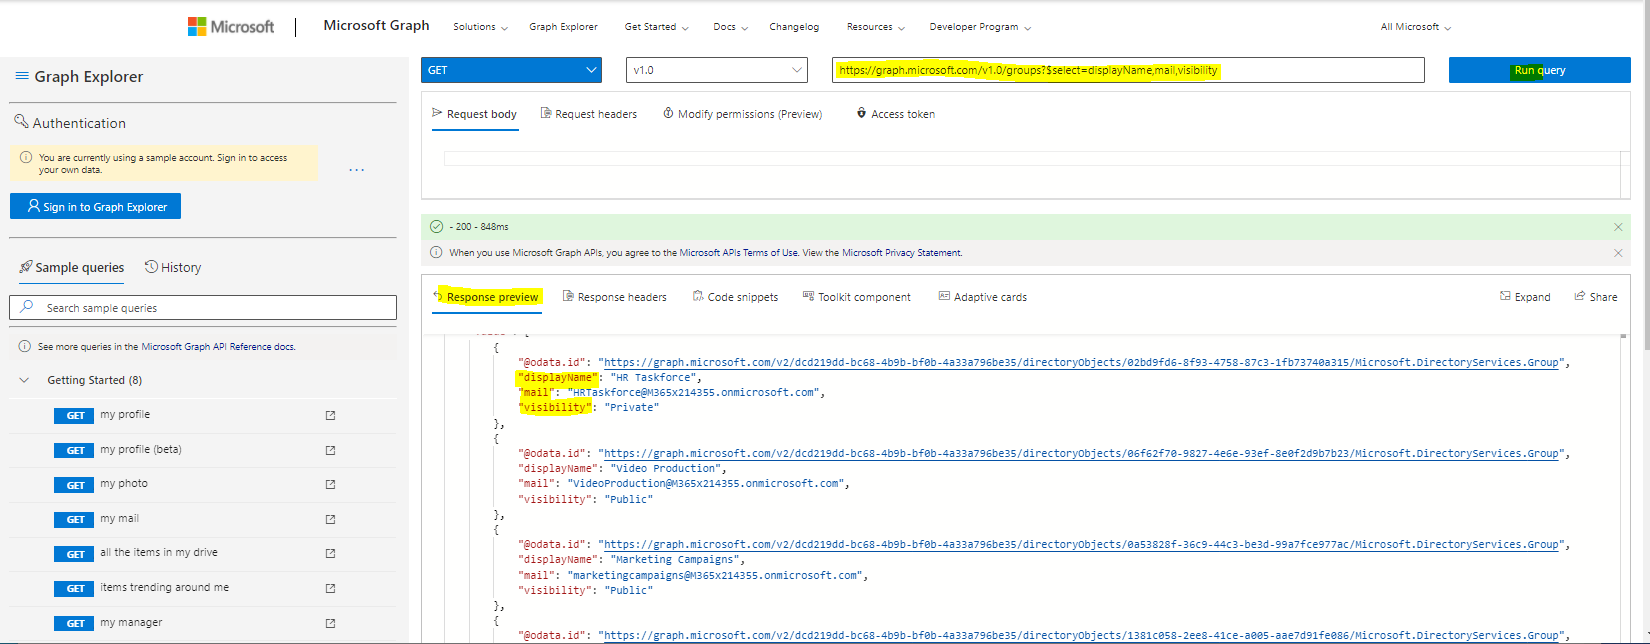 Microsoft
Microsoft Graph
Solutions
Graph Explorer
Get Started
Docs
Changelog
Resources
Developer Program
All Microsoft
Graph Explorer
GET
v1.0
https://graph.microsoft.com/v1.0/groups?$select=displayName,mail,visibility
Run query
Authentication
You are currently using a sample account. Sign in to access
your own data.
...
Sign in to Graph Explorer
Request body
Request headers
Modify permissions (Preview)
Access token
- 200 - 848ms
When you use Microsoft Graph APIs, you agree to the Microsoft APIs Terms of Use. View the Microsoft Privacy Statement.
Sample queries
History
Search sample queries
See more queries in the Microsoft Graph API Reference docs.
Getting Started (8)
GET my profile
GET my profile (beta)
GET my photo
GET my mail
GET all the items in my drive
GET items trending around me
GET my manager
Response preview
Response headers
Code snippets
Toolkit component
Adaptive cards
Expand
Share
{
"@odata.id": "https://graph.microsoft.com/v2/dcd219dd-bc68-4b9b-bf0b-4a33a796be35/directoryObjects/02bd9fd6-8f93-4758-87c3-1fb73740a315/Microsoft.DirectoryServices.Group",
"displayName": "HR Taskforce",
"mail": "HRTaskforce@M365x214355.onmicrosoft.com",
"visibility": "Private"
},
{
"@odata.id": "https://graph.microsoft.com/v2/dcd219dd-bc68-4b9b-bf0b-4a33a796be35/directoryObjects/06f62f70-9827-4e6e-93ef-8e0f2d9b7b23/Microsoft.DirectoryServices.Group",
"displayName": "Video Production",
"mail": "VideoProduction@M365x214355.onmicrosoft.com",
"visibility": "Public"
},
{
"@odata.id": "https://graph.microsoft.com/v2/dcd219dd-bc68-4b9b-bf0b-4a33a796be35/directoryObjects/0a53828f-36c9-44c3-be3d-99a7fce977ac/Microsoft.DirectoryServices.Group",
"displayName": "Marketing Campaigns",
"mail": "marketingcampaigns@M365x214355.onmicrosoft.com",
"visibility": "Public"
},
{
"@odata.id": "https://graph.microsoft.com/v2/dcd219dd-bc68-4b9b-bf0b-4a33a796be35/directoryObjects/1381c058-2ee8-41ce-a005-aae7d91fe086/Microsoft.DirectoryServices.Group",